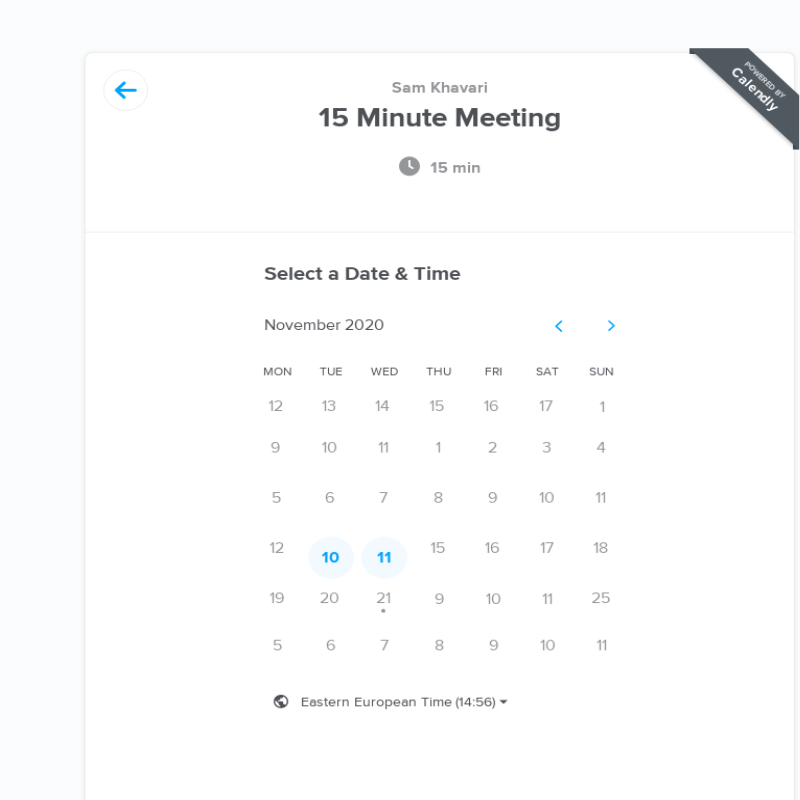 POWERED BY
Calendly
Sam Khavari
15 Minute Meeting
15 min
Select a Date & Time
November 2020
MON TUE WED THU FRI SAT SUN
12 13 14 15 16 17 1
9 10 11 1 2 3 4
5 6 7 8 9 10 11
12 10 11 15 16 17 18
19 20 21 9 10 11 25
5 6 7 8 9 10 11
Eastern European Time (14:56)